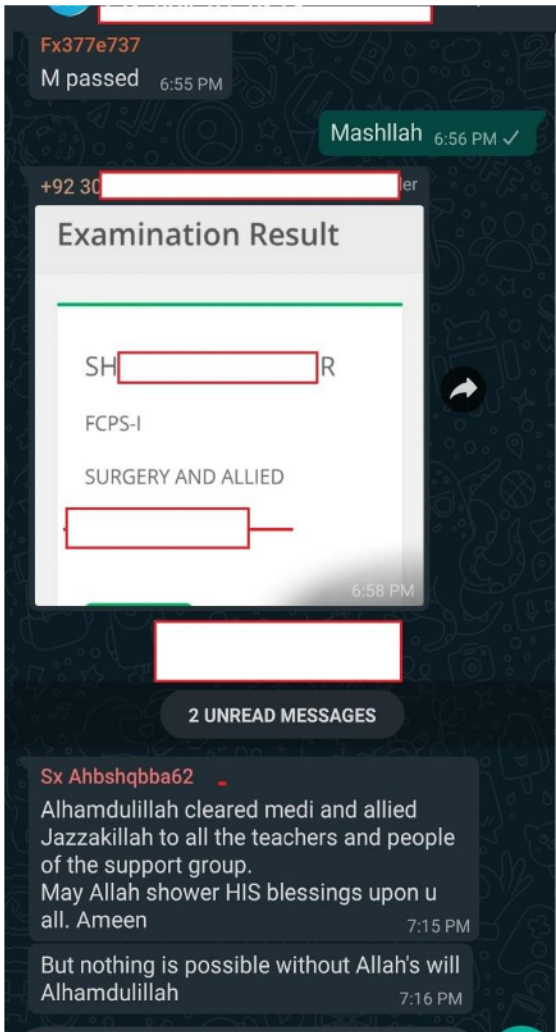 Fx377e737
M passed 6:55 PM
Mashllah 6:56 PM
+92 30 ler
Examination Result
SH R
FCPS-I
SURGERY AND ALLIED
6:58 PM
2 UNREAD MESSAGES
Sx Ahbshqbba62
Alhamdulillah cleared medi and allied
Jazzakillah to all the teachers and people
of the support group.
May Allah shower HIS blessings upon u
all. Ameen 7:15 PM
But nothing is possible without Allah's will
Alhamdulillah 7:16 PM